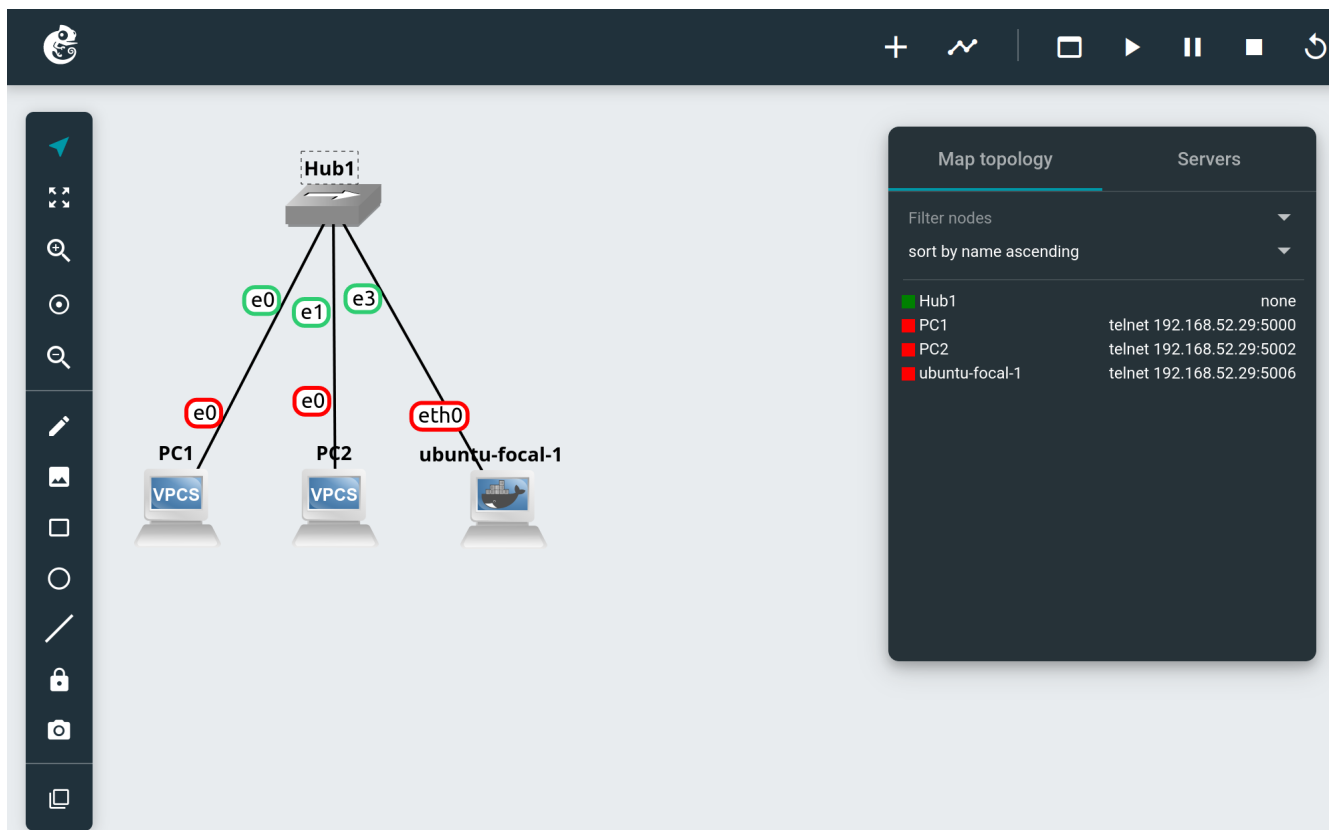 Hub1
e0
e1
e3
e0
e0
eth0
PC1
PC2
ubuntu-focal-1
VPCS
VPCS
Map topology Servers
Filter nodes
sort by name ascending
Hub1 none
PC1 telnet 192.168.52.29:5000
PC2 telnet 192.168.52.29:5002
ubuntu-focal-1 telnet 192.168.52.29:5006